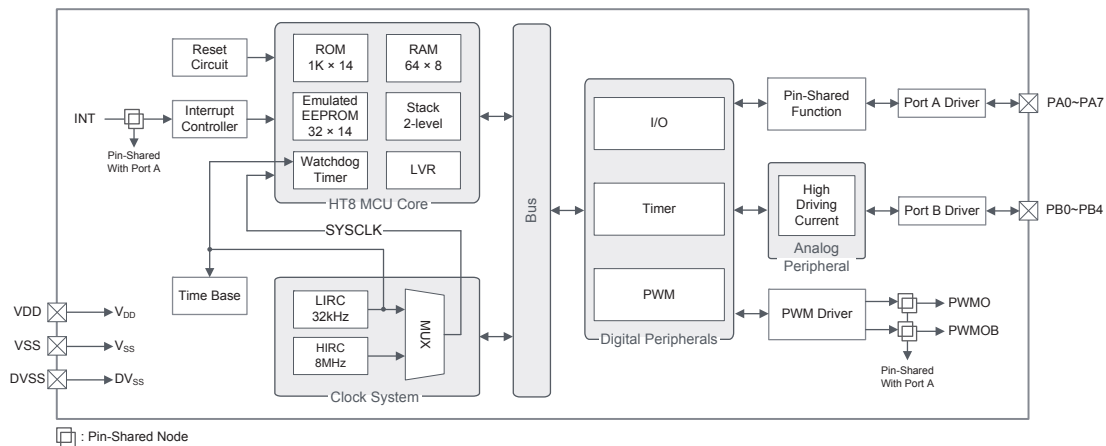 Reset
Circuit
ROM
1K × 14
RAM
64 × 8
INT
Pin-Shared
With Port A
Interrupt
Controller
Emulated
EEPROM
32 × 14
Stack
2-level
Watchdog
Timer
LVR
HT8 MCU Core
SYSCLK
Time Base
LIRC
32kHz
HIRC
8MHz
MUX
Clock System
VDD
V_DD
VSS
V_SS
DVSS
DV_SS
Bus
I/O
Timer
PWM
Digital Peripherals
Pin-Shared
Function
Port A Driver
PA0~PA7
High
Driving
Current
Analog
Peripheral
Port B Driver
PB0~PB4
PWM Driver
PWMO
PWMOB
Pin-Shared
With Port A
: Pin-Shared Node